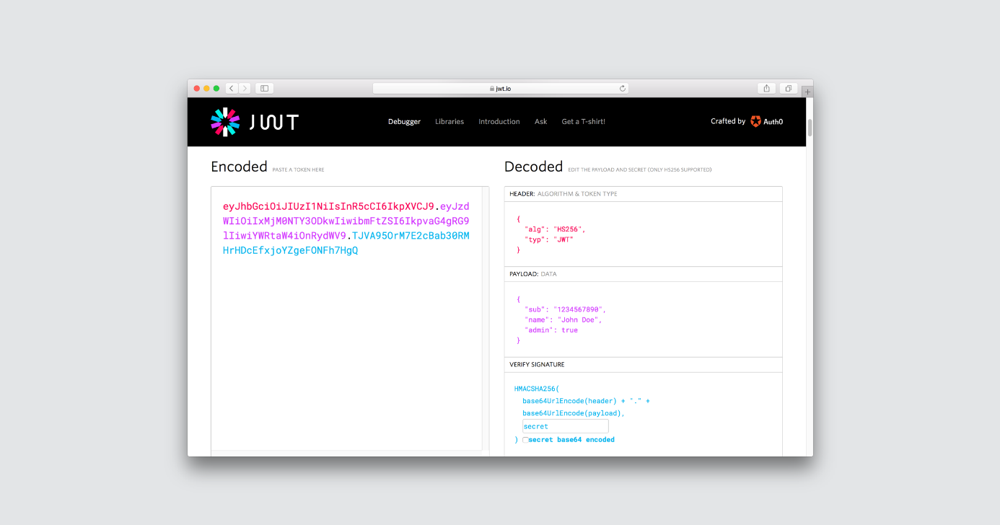 jwt.io
JWT
Debugger Libraries Introduction Ask Get a T-shirt!
Crafted by Auth0
Encoded PASTE A TOKEN HERE
eyJhbGciOiJIUzI1NiIsInR5cCI6IkpXVCJ9.eyJzd
WIiOiIxMjM0NTY3ODkwIiwibmFtZSI6IkpvaG4gRG9
lIiwiYWRtaW4iOnRydWV9.TJVA95OrM7E2cBab30RM
HrHDcEfxjoYZgeFONFh7HgQ
Decoded EDIT THE PAYLOAD AND SECRET (ONLY HS256 SUPPORTED)
HEADER: ALGORITHM & TOKEN TYPE
{
"alg": "HS256",
"typ": "JWT"
}
PAYLOAD: DATA
{
"sub": "1234567890",
"name": "John Doe",
"admin": true
}
VERIFY SIGNATURE
HMACSHA256(
base64UrlEncode(header) + "." +
base64UrlEncode(payload),
secret
) secret base64 encoded